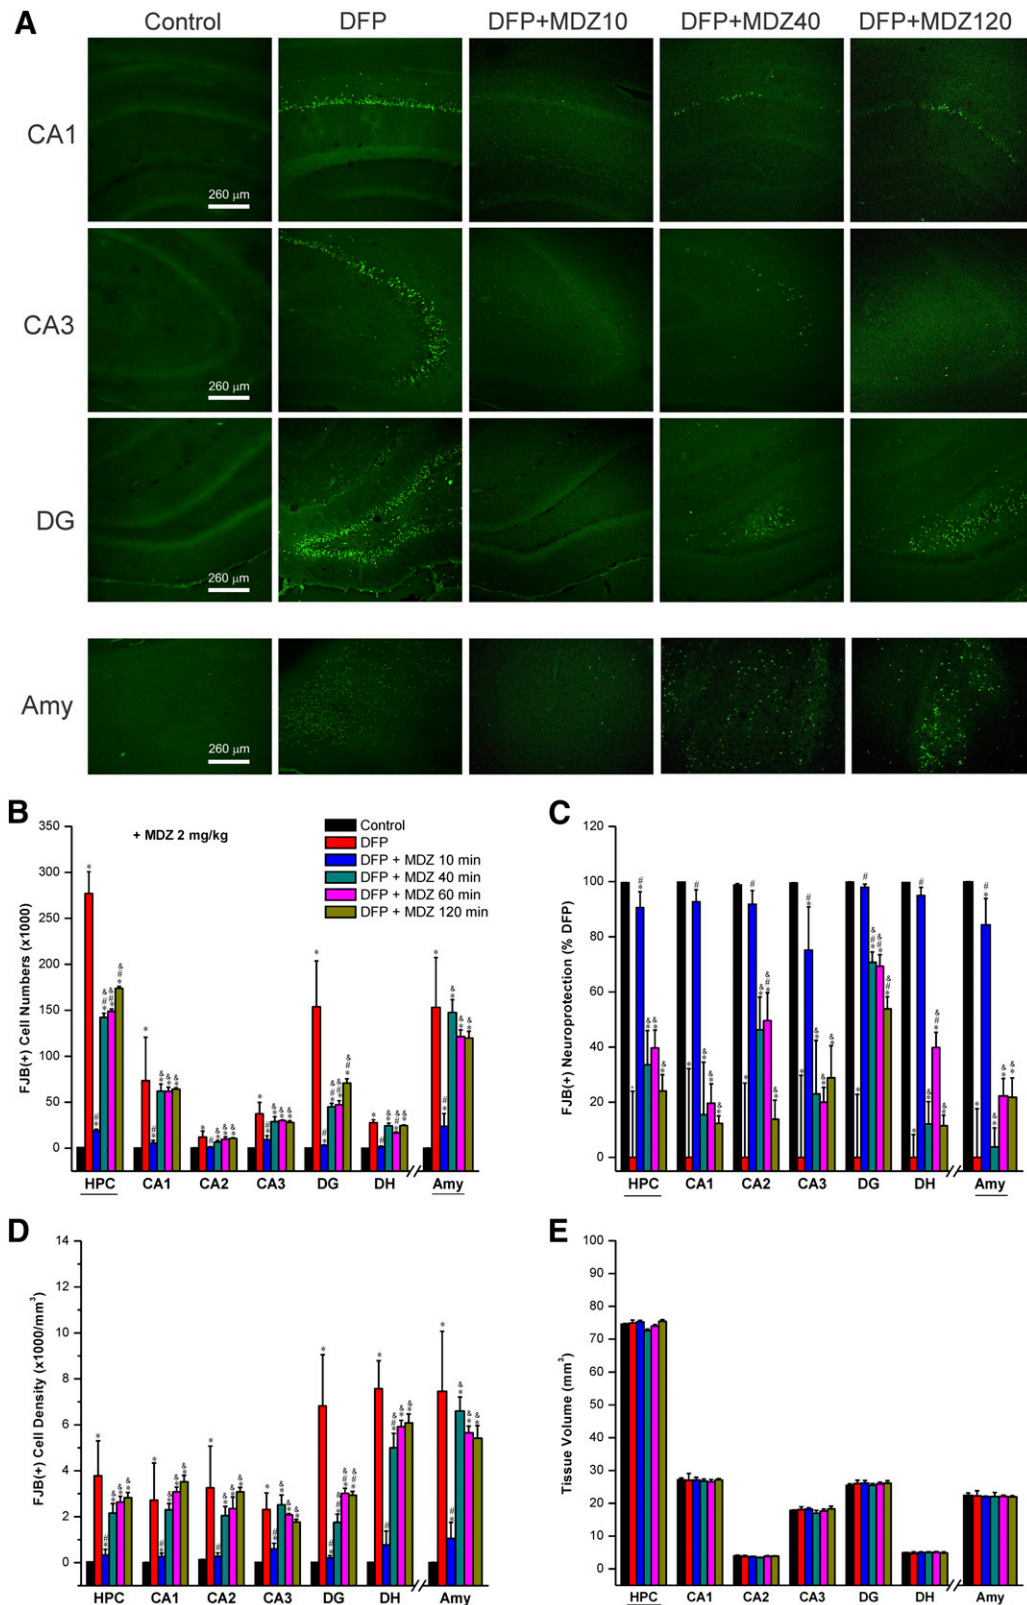 A
Control DFP DFP+MDZ10 DFP+MDZ40 DFP+MDZ120
CA1
260 μm
CA3
260 μm
DG
260 μm
Amy
260 μm
B
FJB(+) Cell Numbers (x1000)
350
300
250
200
150
100
50
0
+ MDZ 2 mg/kg
Control
DFP
DFP + MDZ 10 min
DFP + MDZ 40 min
DFP + MDZ 60 min
DFP + MDZ 120 min
HPC CA1 CA2 CA3 DG DH Amy
C
FJB(+) Neuroprotection (% DFP)
120
100
80
60
40
20
0
HPC CA1 CA2 CA3 DG DH Amy
D
FJB(+) Cell Density (x1000/mm³)
14
12
10
8
6
4
2
0
HPC CA1 CA2 CA3 DG DH Amy
E
Tissue Volume (mm³)
100
90
80
70
60
50
40
30
20
10
0
HPC CA1 CA2 CA3 DG DH Amy